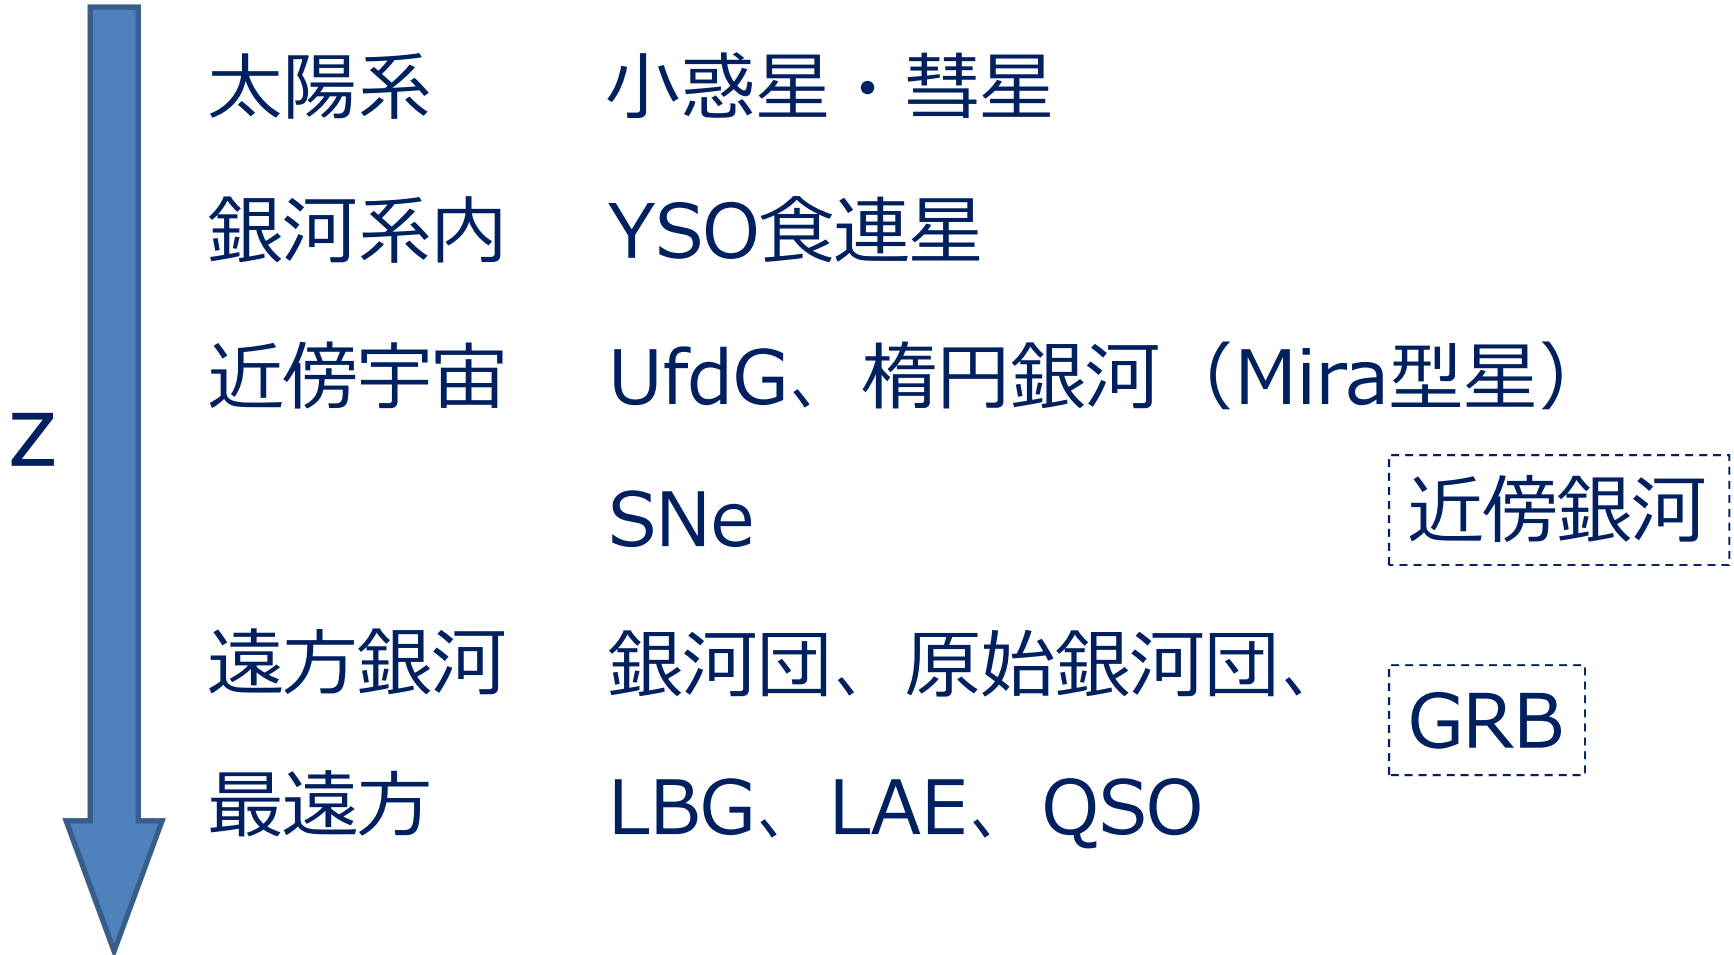 太陽系 小惑星・彗星
銀河系内 YSO食連星
近傍宇宙 UfdG、楕円銀河（Mira型星）
z
SNe
近傍銀河
遠方銀河 銀河団、原始銀河団、
GRB
最遠方 LBG、LAE、QSO